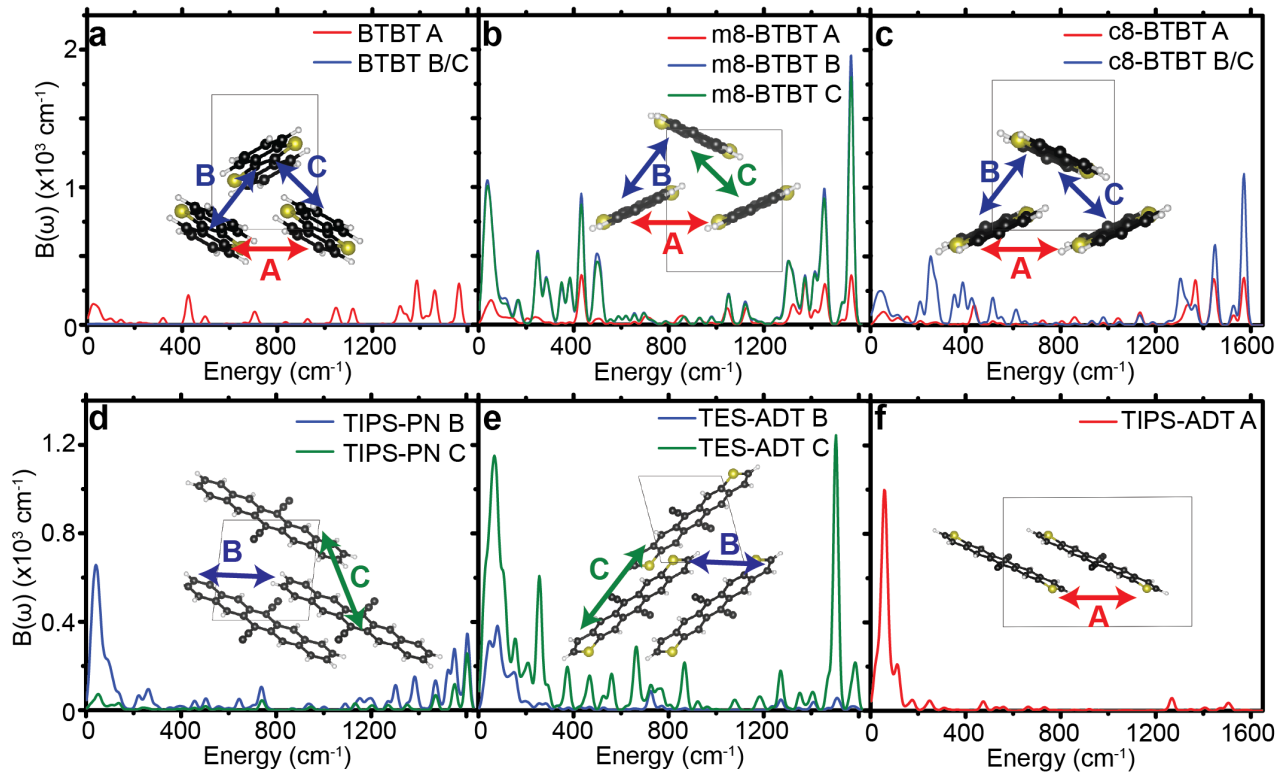 a
BTBT A
BTBT B/C
b
m8-BTBT A
m8-BTBT B
m8-BTBT C
c
c8-BTBT A
c8-BTBT B/C
B(ω) (x10³ cm⁻¹)
2
1
0
B
C
A
B
C
A
B
C
A
0 400 800 1200
0 400 800 1200
0 400 800 1200 1600
Energy (cm⁻¹)
Energy (cm⁻¹)
Energy (cm⁻¹)
d
TIPS-PN B
TIPS-PN C
e
TES-ADT B
TES-ADT C
f
TIPS-ADT A
B(ω) (x10³ cm⁻¹)
1.2
0.8
0.4
0
B
C
B
C
A
0 400 800 1200
0 400 800 1200
0 400 800 1200 1600
Energy (cm⁻¹)
Energy (cm⁻¹)
Energy (cm⁻¹)